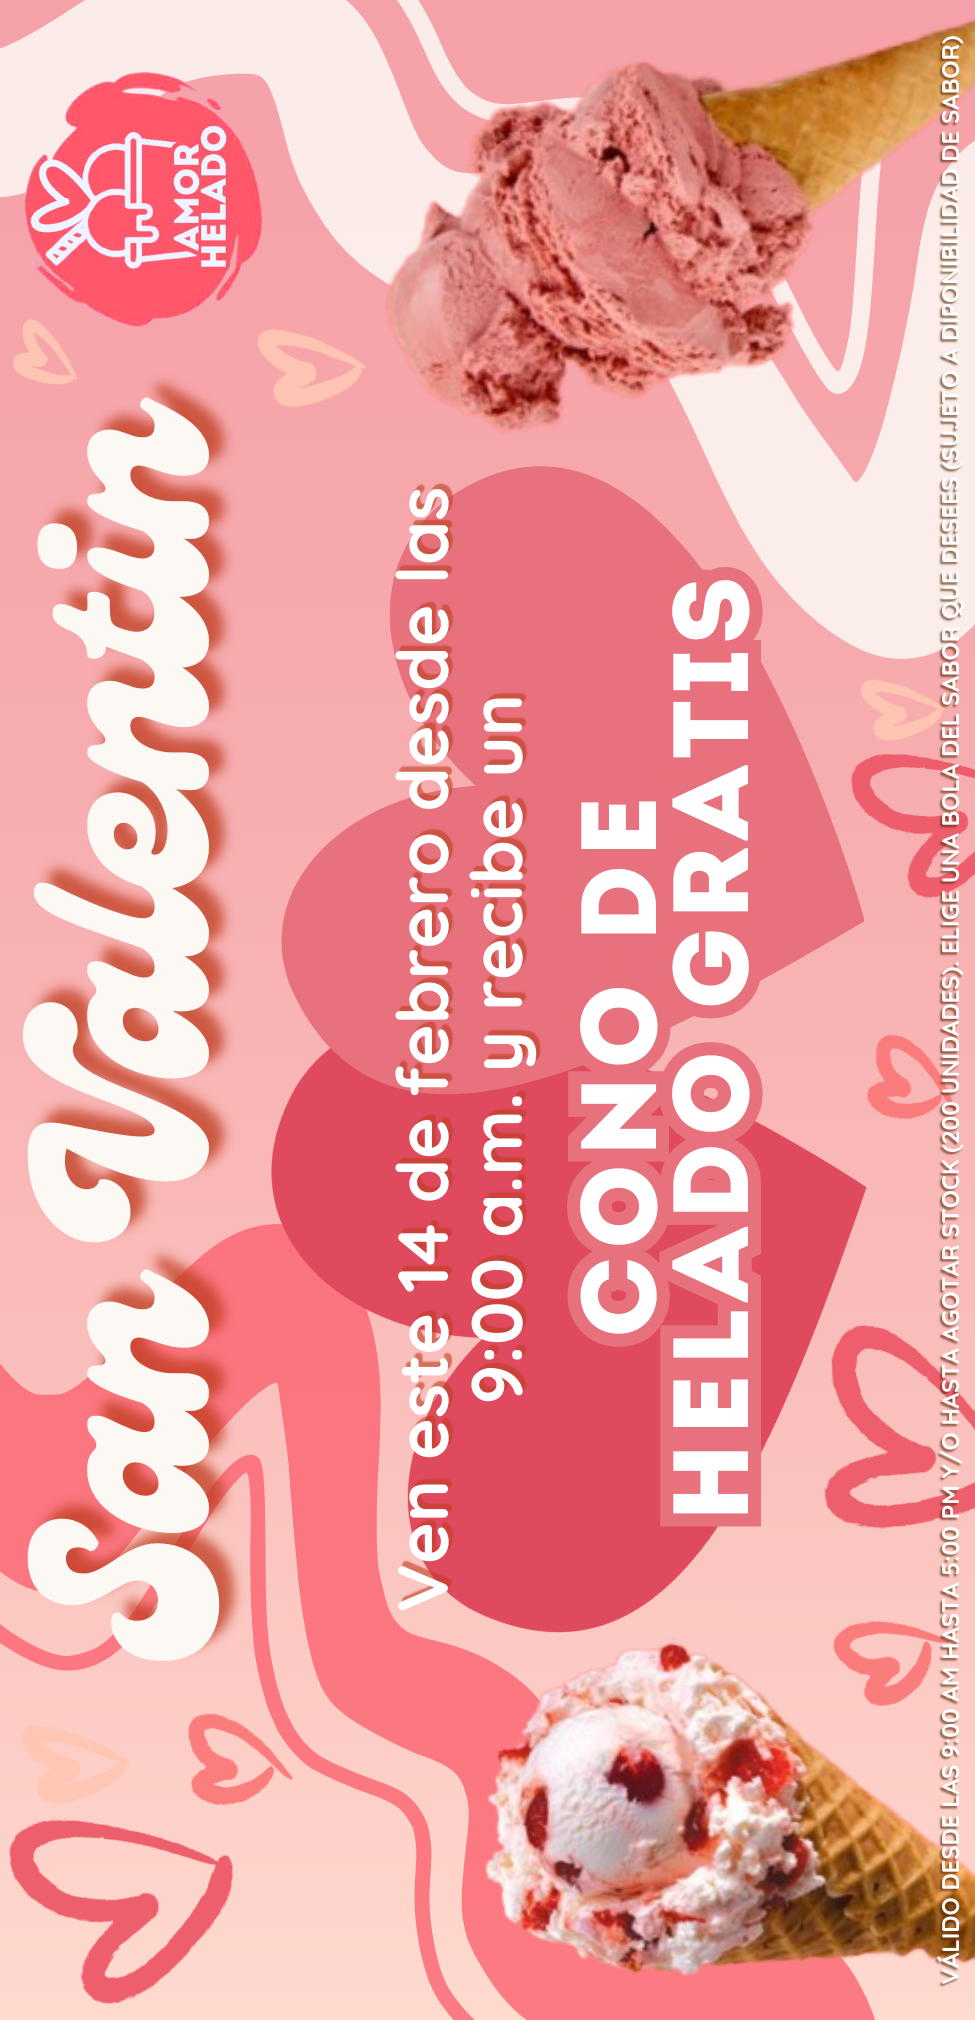 San Valentin
AMOR
HELADO
Ven este 14 de febrero desde las
9:00 a.m. y recibe un
CONO DE
HELADO GRATIS
VÁLIDO DESDE LAS 9:00 AM HASTA 5:00 PM Y/O HASTA AGOTAR STOCK (200 UNIDADES). ELIGE UNA BOLA DEL SABOR QUE DESEES (SUJETO A DIPONIBILIDAD DE SABOR)